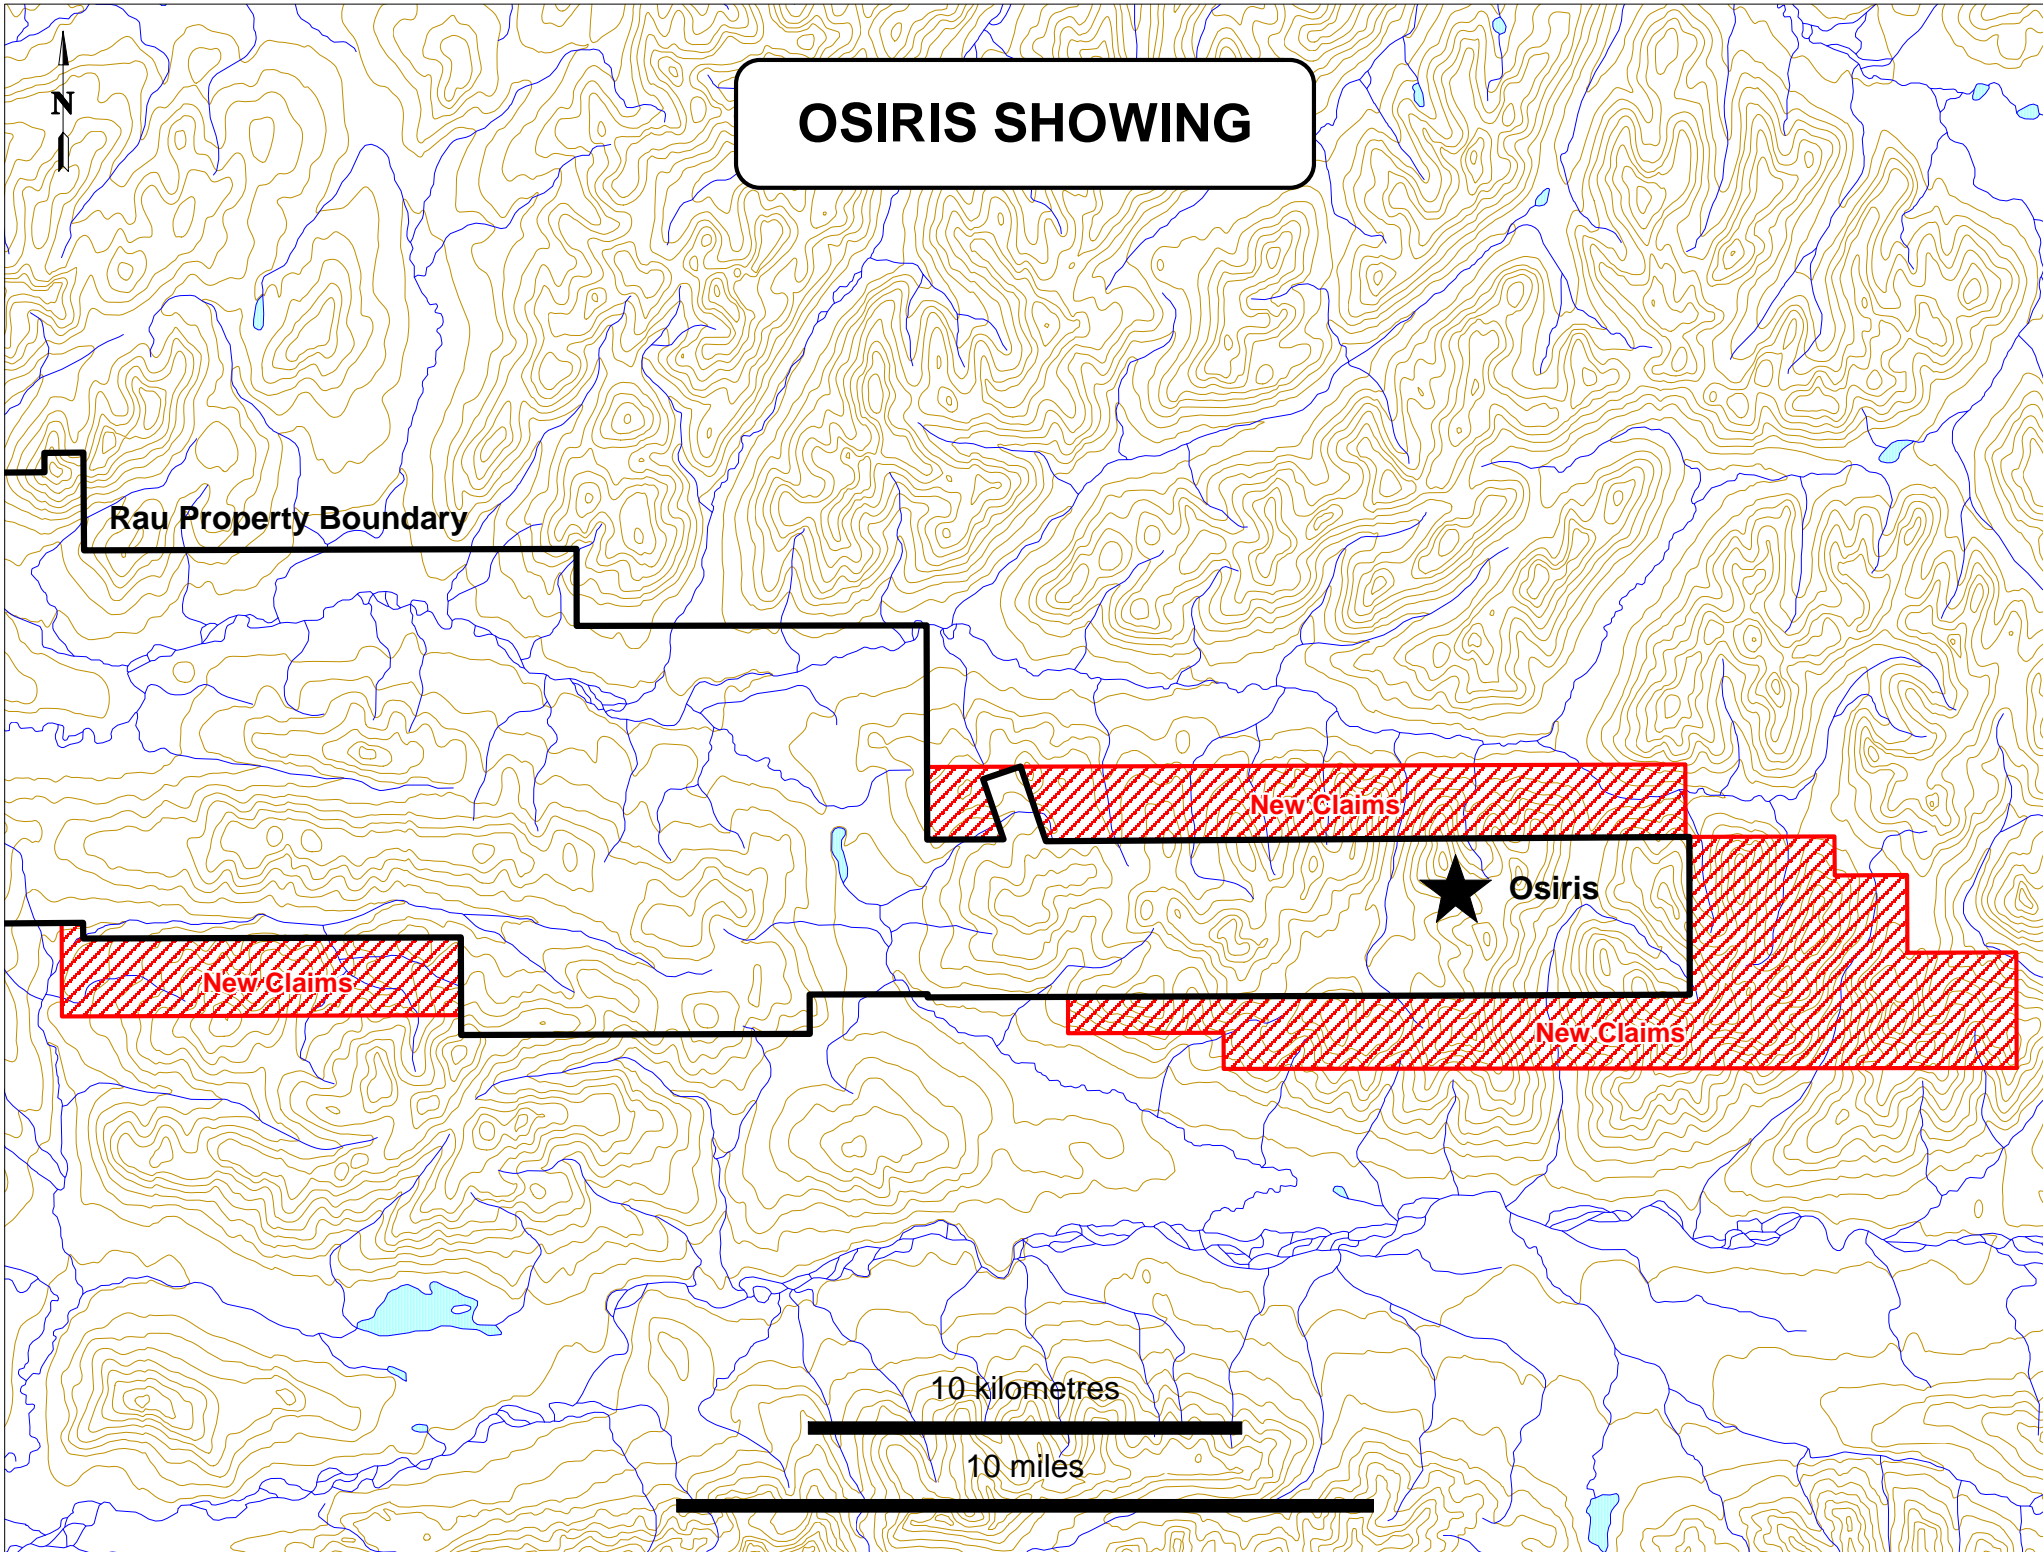 N
OSIRIS SHOWING
Rau Property Boundary
New Claims
Osiris
New Claims
New Claims
10 kilometres
10 miles